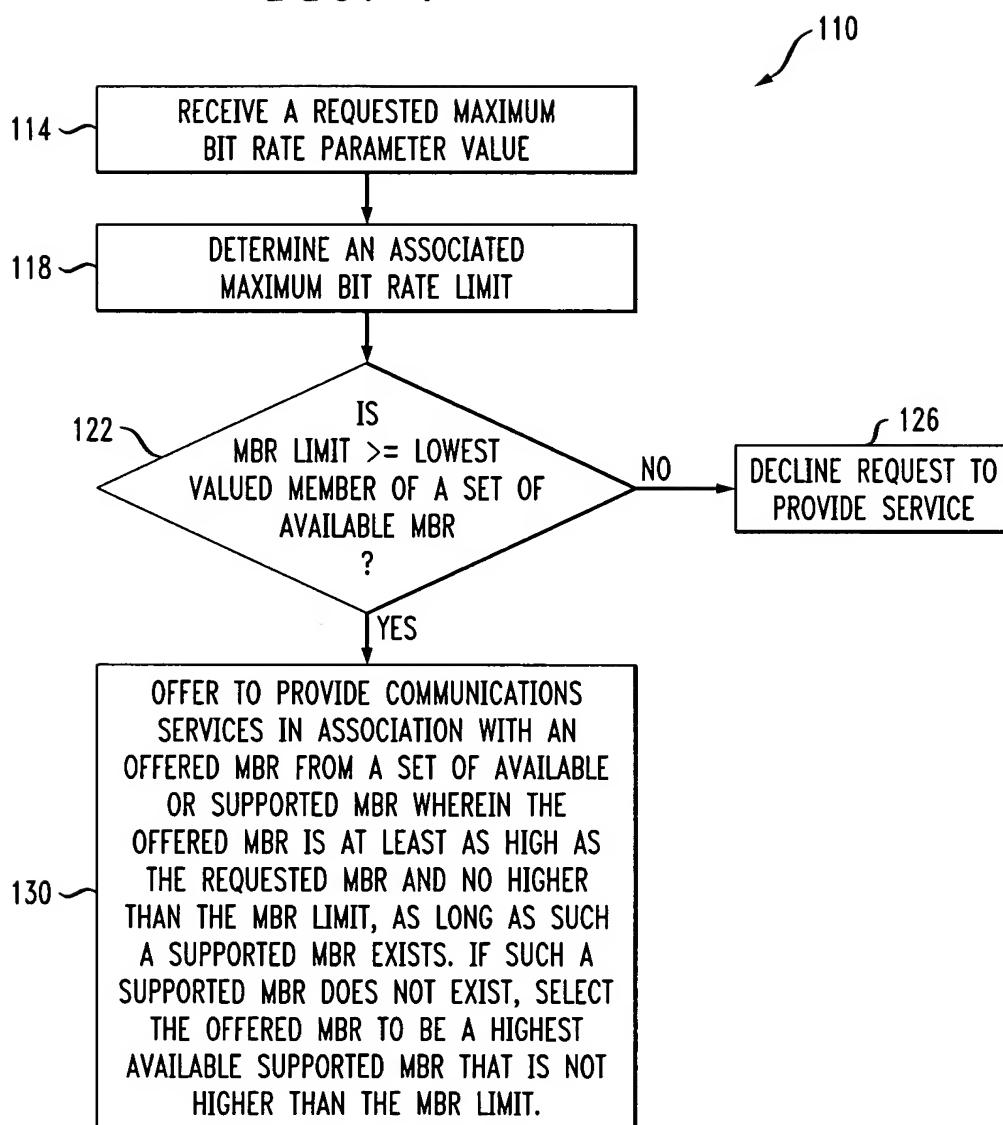 110
114
RECEIVE A REQUESTED MAXIMUM
BIT RATE PARAMETER VALUE
118
DETERMINE AN ASSOCIATED
MAXIMUM BIT RATE LIMIT
122
IS
MBR LIMIT >= LOWEST
VALUED MEMBER OF A SET OF
AVAILABLE MBR
?
NO
126
DECLINE REQUEST TO
PROVIDE SERVICE
YES
130
OFFER TO PROVIDE COMMUNICATIONS
SERVICES IN ASSOCIATION WITH AN
OFFERED MBR FROM A SET OF AVAILABLE
OR SUPPORTED MBR WHEREIN THE
OFFERED MBR IS AT LEAST AS HIGH AS
THE REQUESTED MBR AND NO HIGHER
THAN THE MBR LIMIT, AS LONG AS SUCH
A SUPPORTED MBR EXISTS. IF SUCH A
SUPPORTED MBR DOES NOT EXIST, SELECT
THE OFFERED MBR TO BE A HIGHEST
AVAILABLE SUPPORTED MBR THAT IS NOT
HIGHER THAN THE MBR LIMIT.